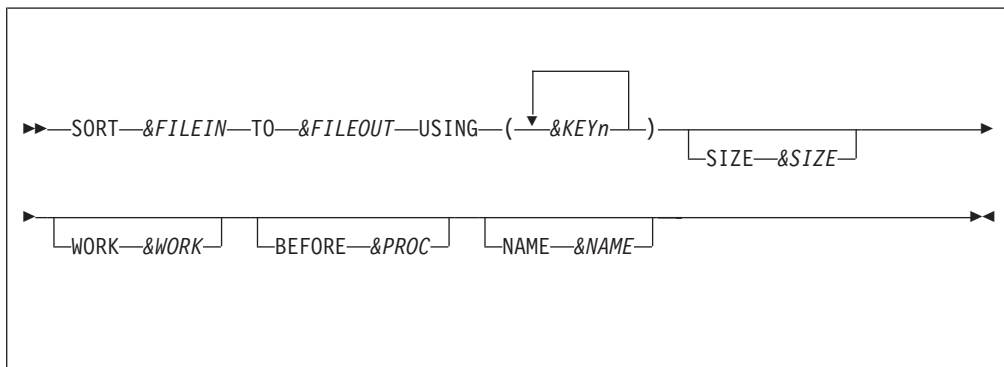 SORT &FILEIN TO &FILEOUT USING ( &KEYn )
SIZE &SIZE
WORK &WORK BEFORE &PROC NAME &NAME